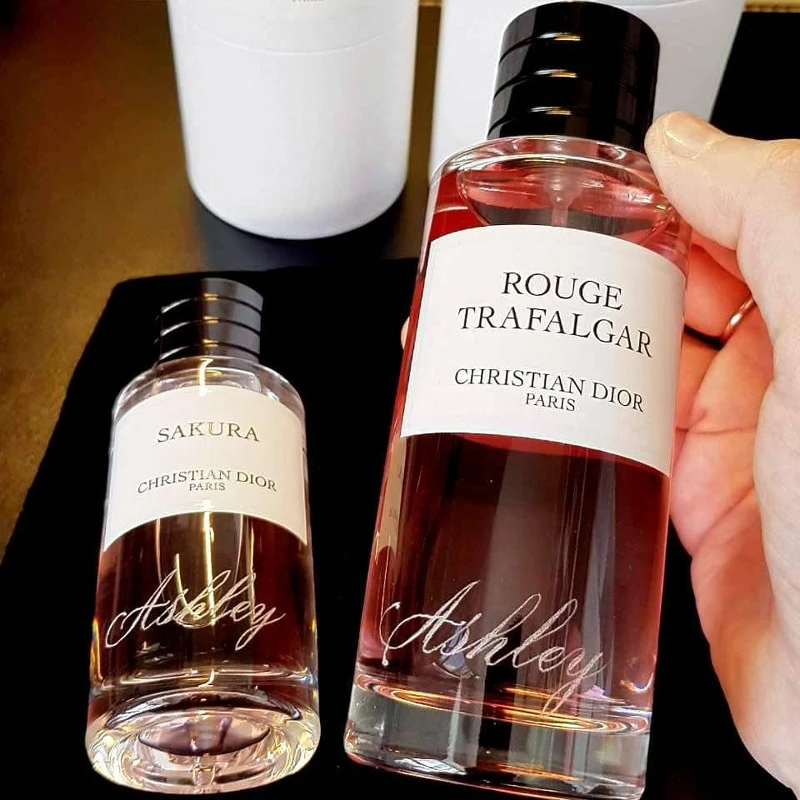 SAKURA
CHRISTIAN DIOR
PARIS
Ashley
ROUGE
TRAFALGAR
CHRISTIAN DIOR
PARIS
Ashley